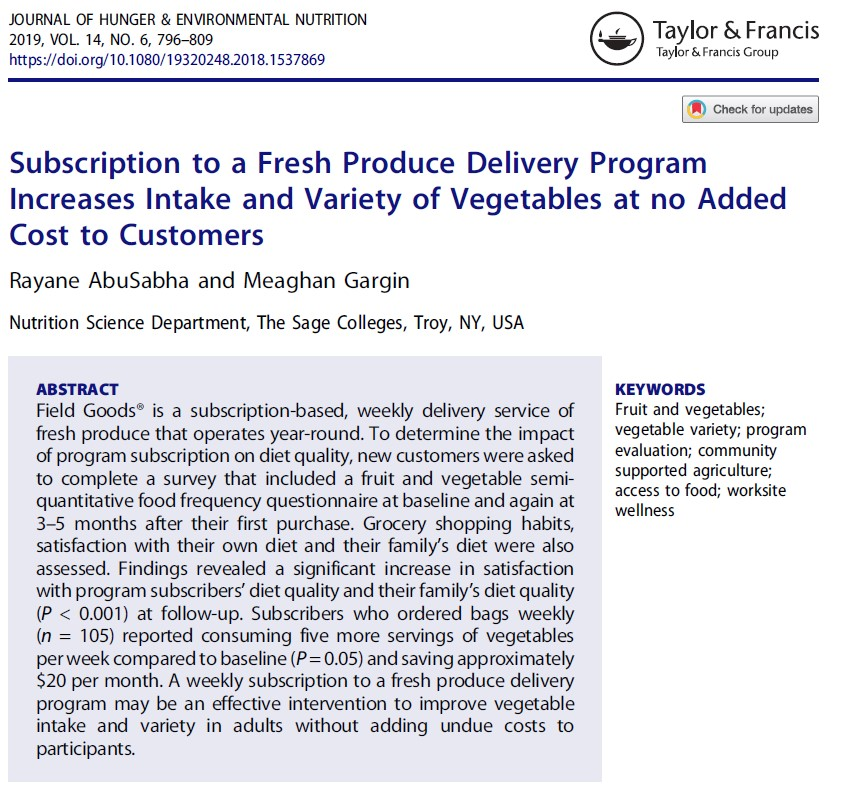 JOURNAL OF HUNGER & ENVIRONMENTAL NUTRITION
2019, VOL. 14, NO. 6, 796–809
https://doi.org/10.1080/19320248.2018.1537869
Taylor & Francis
Taylor & Francis Group
Check for updates
Subscription to a Fresh Produce Delivery Program
Increases Intake and Variety of Vegetables at no Added
Cost to Customers
Rayane AbuSabha and Meaghan Gargin
Nutrition Science Department, The Sage Colleges, Troy, NY, USA
ABSTRACT
Field Goods® is a subscription-based, weekly delivery service of
fresh produce that operates year-round. To determine the impact
of program subscription on diet quality, new customers were asked
to complete a survey that included a fruit and vegetable semi-
quantitative food frequency questionnaire at baseline and again at
3–5 months after their first purchase. Grocery shopping habits,
satisfaction with their own diet and their family's diet were also
assessed. Findings revealed a significant increase in satisfaction
with program subscribers' diet quality and their family's diet quality
(P < 0.001) at follow-up. Subscribers who ordered bags weekly
(n = 105) reported consuming five more servings of vegetables
per week compared to baseline (P = 0.05) and saving approximately
$20 per month. A weekly subscription to a fresh produce delivery
program may be an effective intervention to improve vegetable
intake and variety in adults without adding undue costs to
participants.
KEYWORDS
Fruit and vegetables;
vegetable variety; program
evaluation; community
supported agriculture;
access to food; worksite
wellness